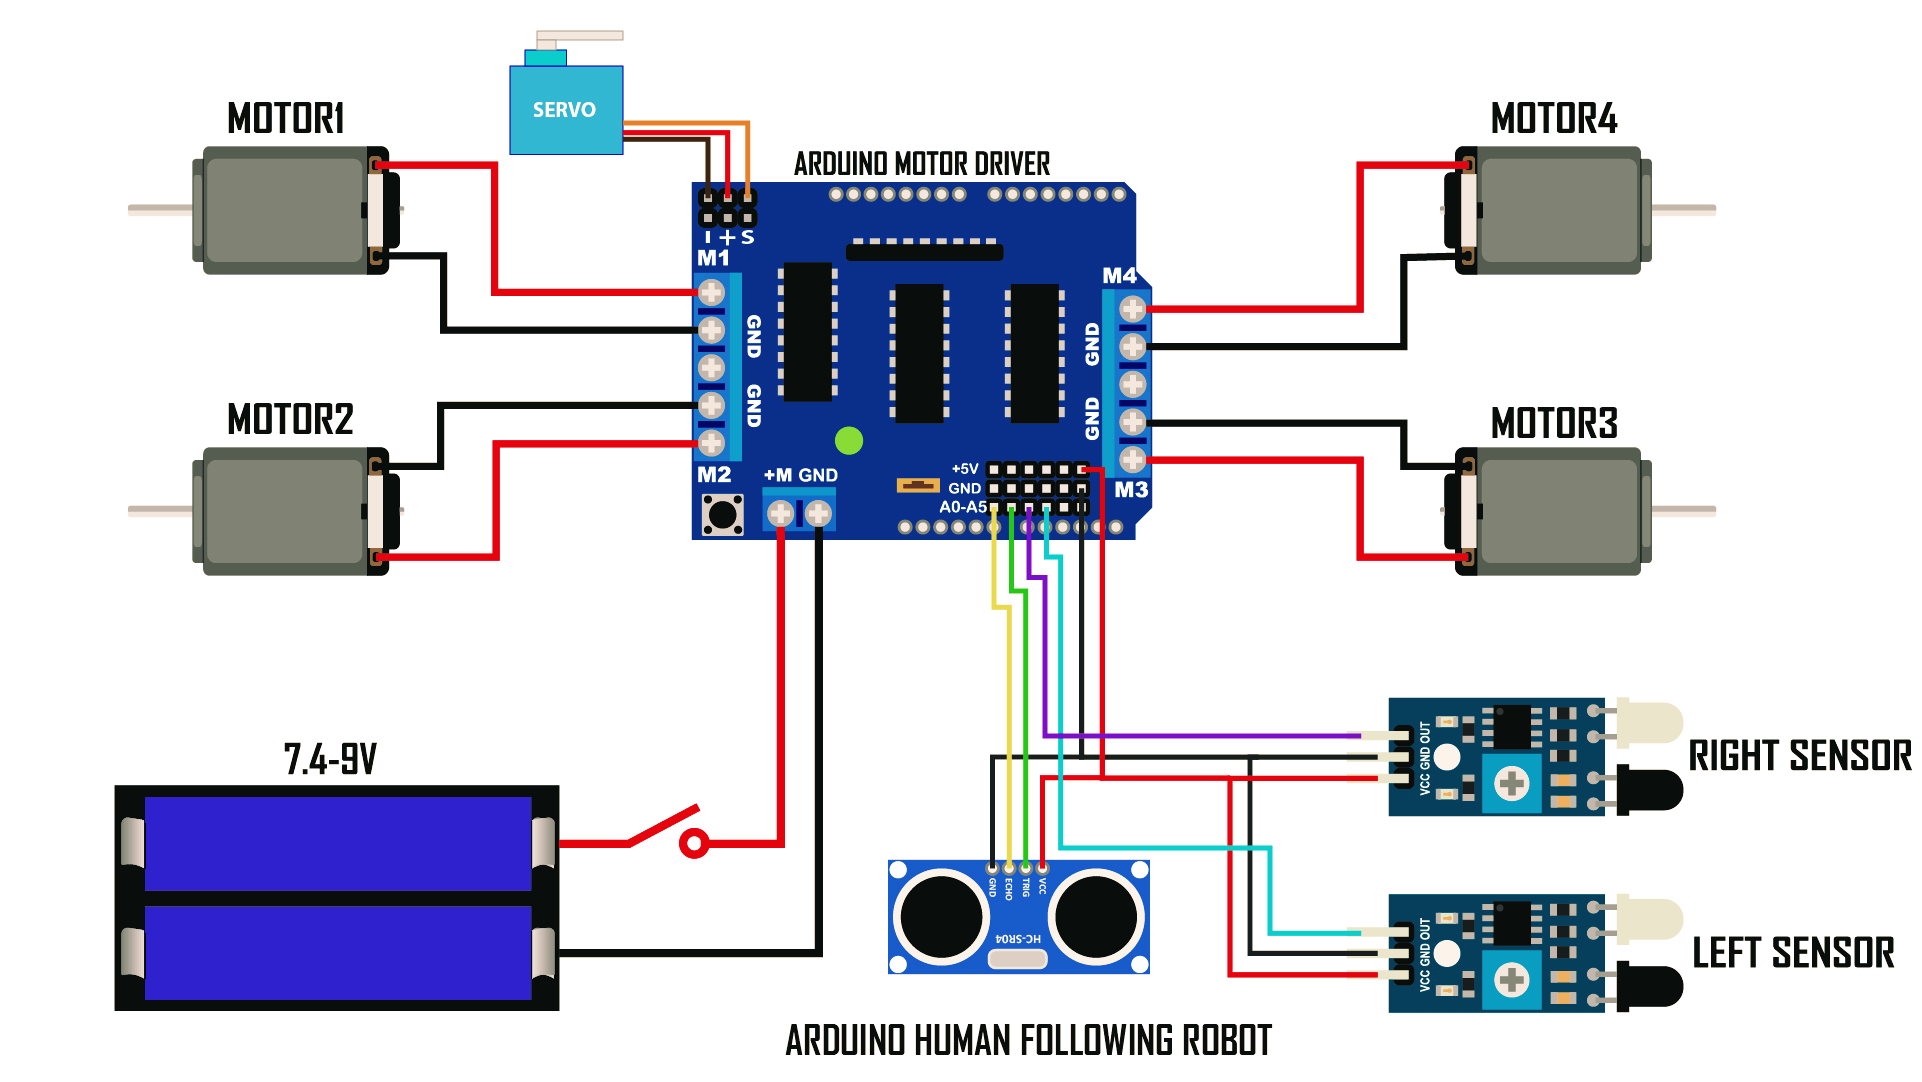 SERVO
MOTOR1
MOTOR4
ARDUINO MOTOR DRIVER
- + S
M1
M4
GND
GND
GND
GND
MOTOR2
MOTOR3
M2
+M GND
+5V
GND
A0-A5
M3
7.4-9V
VCC GND OUT
RIGHT SENSOR
GND
ECHO
TRIG
VCC
HC-SR04
VCC GND OUT
LEFT SENSOR
ARDUINO HUMAN FOLLOWING ROBOT